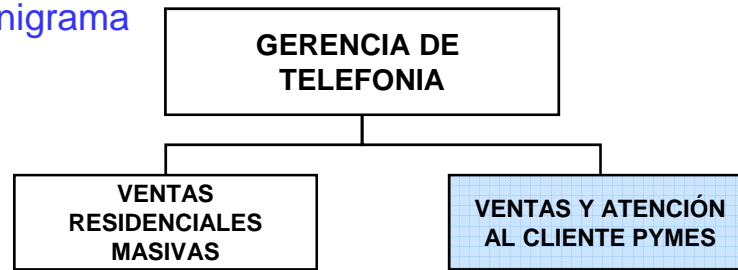 nigrama
GERENCIA DE
TELEFONIA
VENTAS
RESIDENCIALES
MASIVAS
VENTAS Y ATENCIÓN
AL CLIENTE PYMES